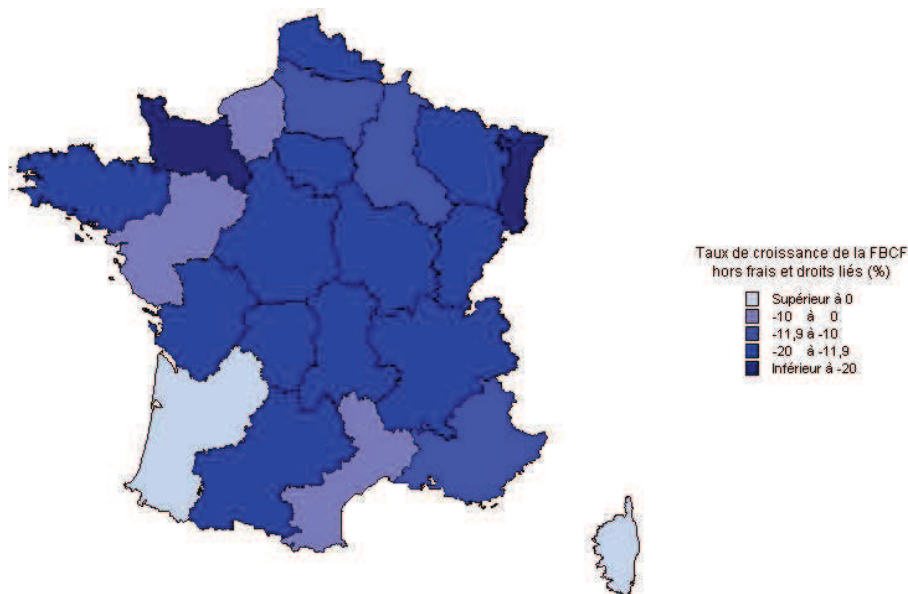 Taux de croissance de la FBCF
hors frais et droits liés (%)
Supérieur à 0
-10 à 0
-11,9 à -10
-20 à -11,9
Inférieur à -20